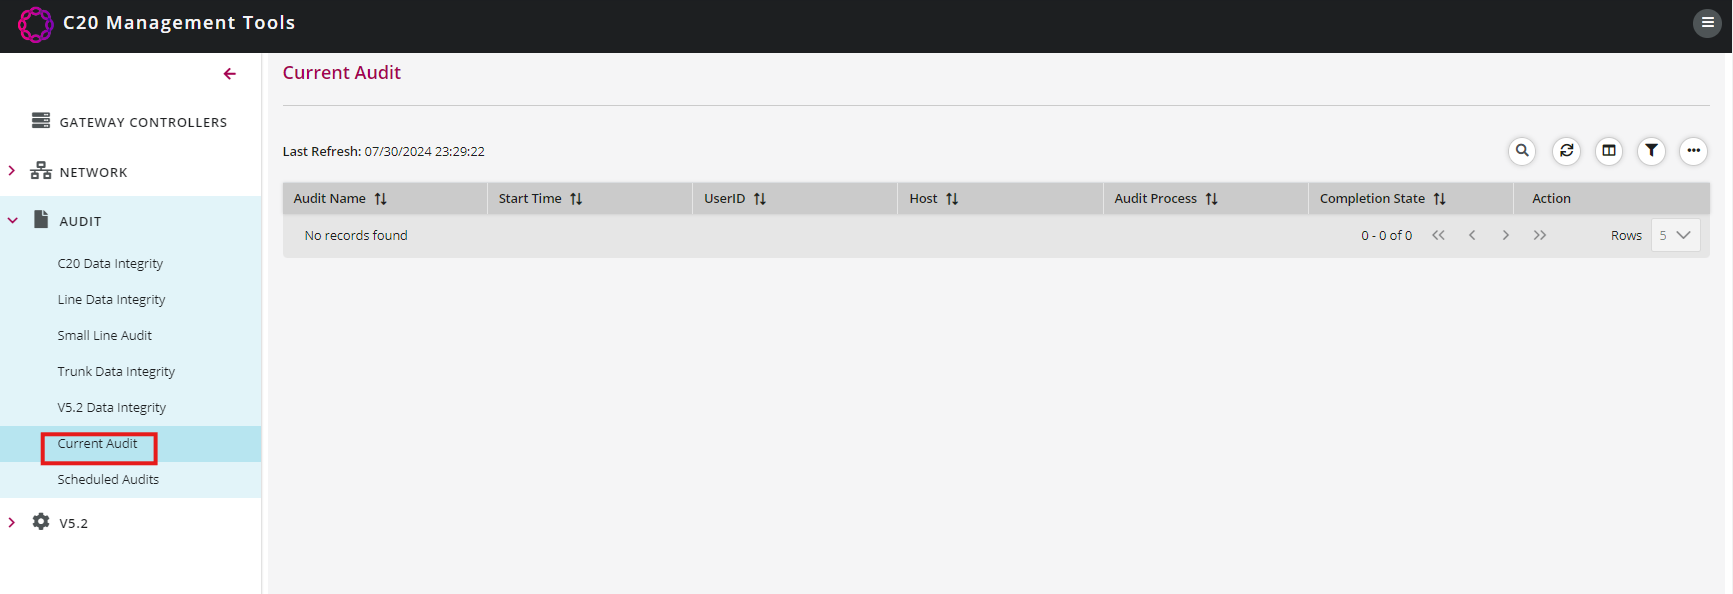 C20 Management Tools
GATEWAY CONTROLLERS
NETWORK
AUDIT
C20 Data Integrity
Line Data Integrity
Small Line Audit
Trunk Data Integrity
V5.2 Data Integrity
Current Audit
Scheduled Audits
V5.2
Current Audit
Last Refresh: 07/30/2024 23:29:22
Audit Name Start Time UserID Host Audit Process Completion State Action
No records found 0 - 0 of 0 Rows 5